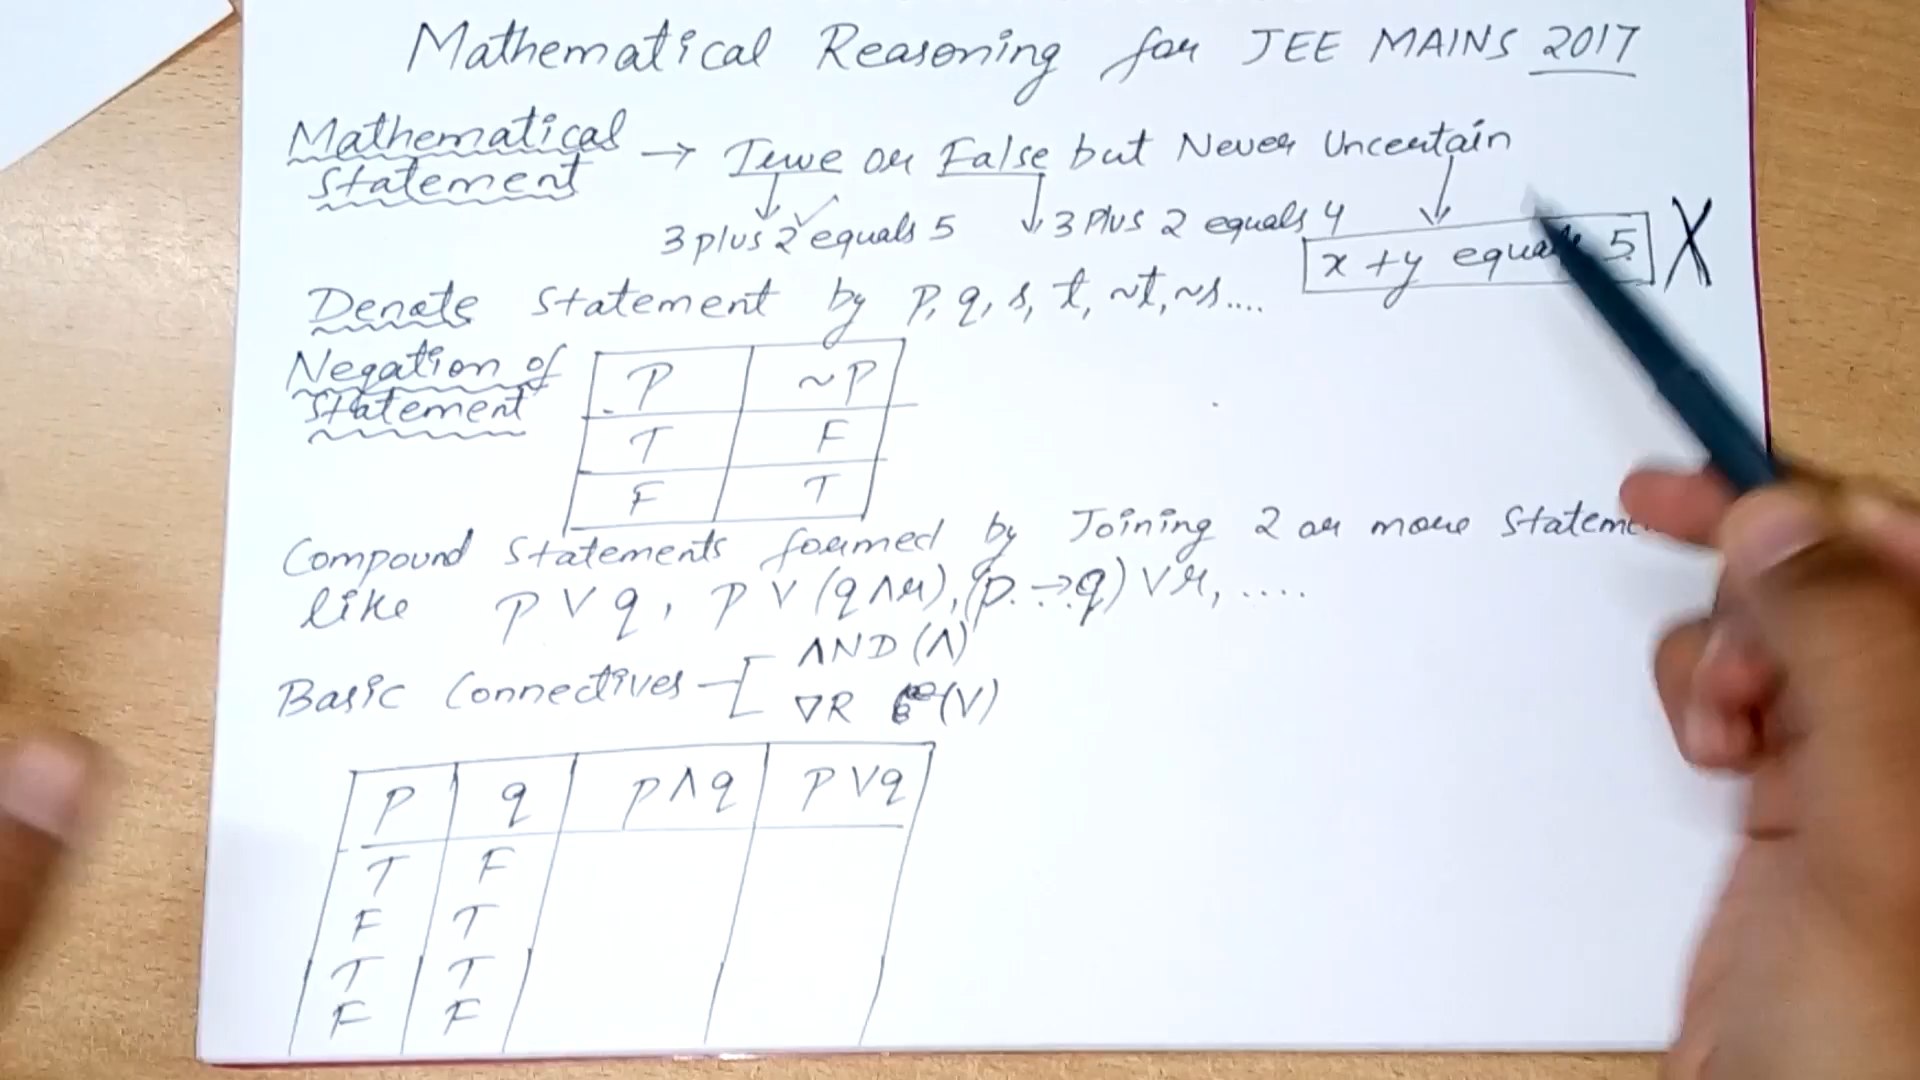 Mathematical Reasoning for JEE MAINS 2017
Mathematical Statement → True or False but Never Uncertain
3 plus 2 equals 5
3 Plus 2 equals 4
x + y equals 5
X
Denote Statement by p, q, s, t, ~t, ~s....
Negation of Statement
P ~P
T F
F T
Compound Statements formed by Joining 2 or more
like p ∨ q, p ∨ (q ∧ r), (p → q) ∨ r, ....
Basic Connectives
AND (∧)
OR (∨)
P q p ∧ q p ∨ q
T F
F T
T T
F F